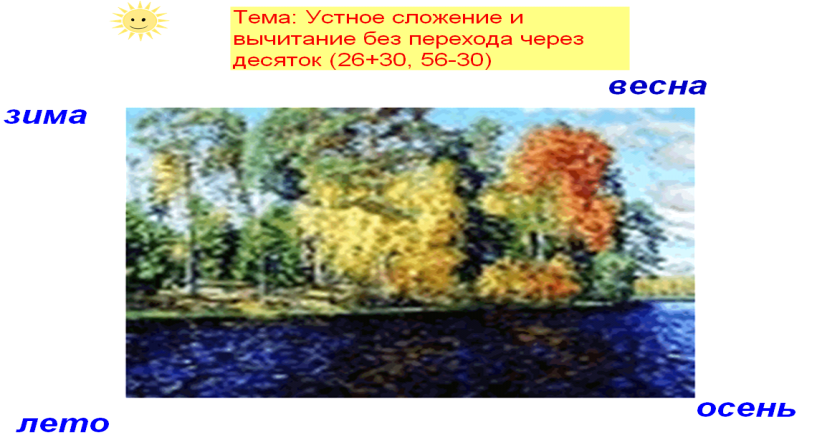 Тема: Устное сложение и
вычитание без перехода через
десяток (26+30, 56-30)
весна
зима
лето
осень